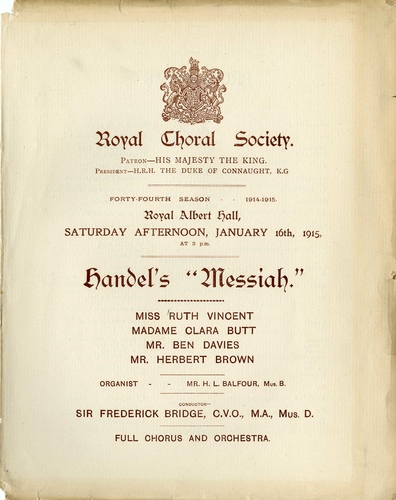 Royal Choral Society.
PATRON—HIS MAJESTY THE KING.
PRESIDENT—H.R.H. THE DUKE OF CONNAUGHT, K.G
FORTY-FOURTH SEASON - - 1914-1915.
Royal Albert Hall,
SATURDAY AFTERNOON, JANUARY 16th, 1915,
AT 3 p.m.
Handel's "Messiah."
MISS RUTH VINCENT
MADAME CLARA BUTT
MR. BEN DAVIES
MR. HERBERT BROWN
ORGANIST - - MR. H. L. BALFOUR, MUS. B.
CONDUCTOR—
SIR FREDERICK BRIDGE, C.V.O., M.A., MUS. D.
FULL CHORUS AND ORCHESTRA.